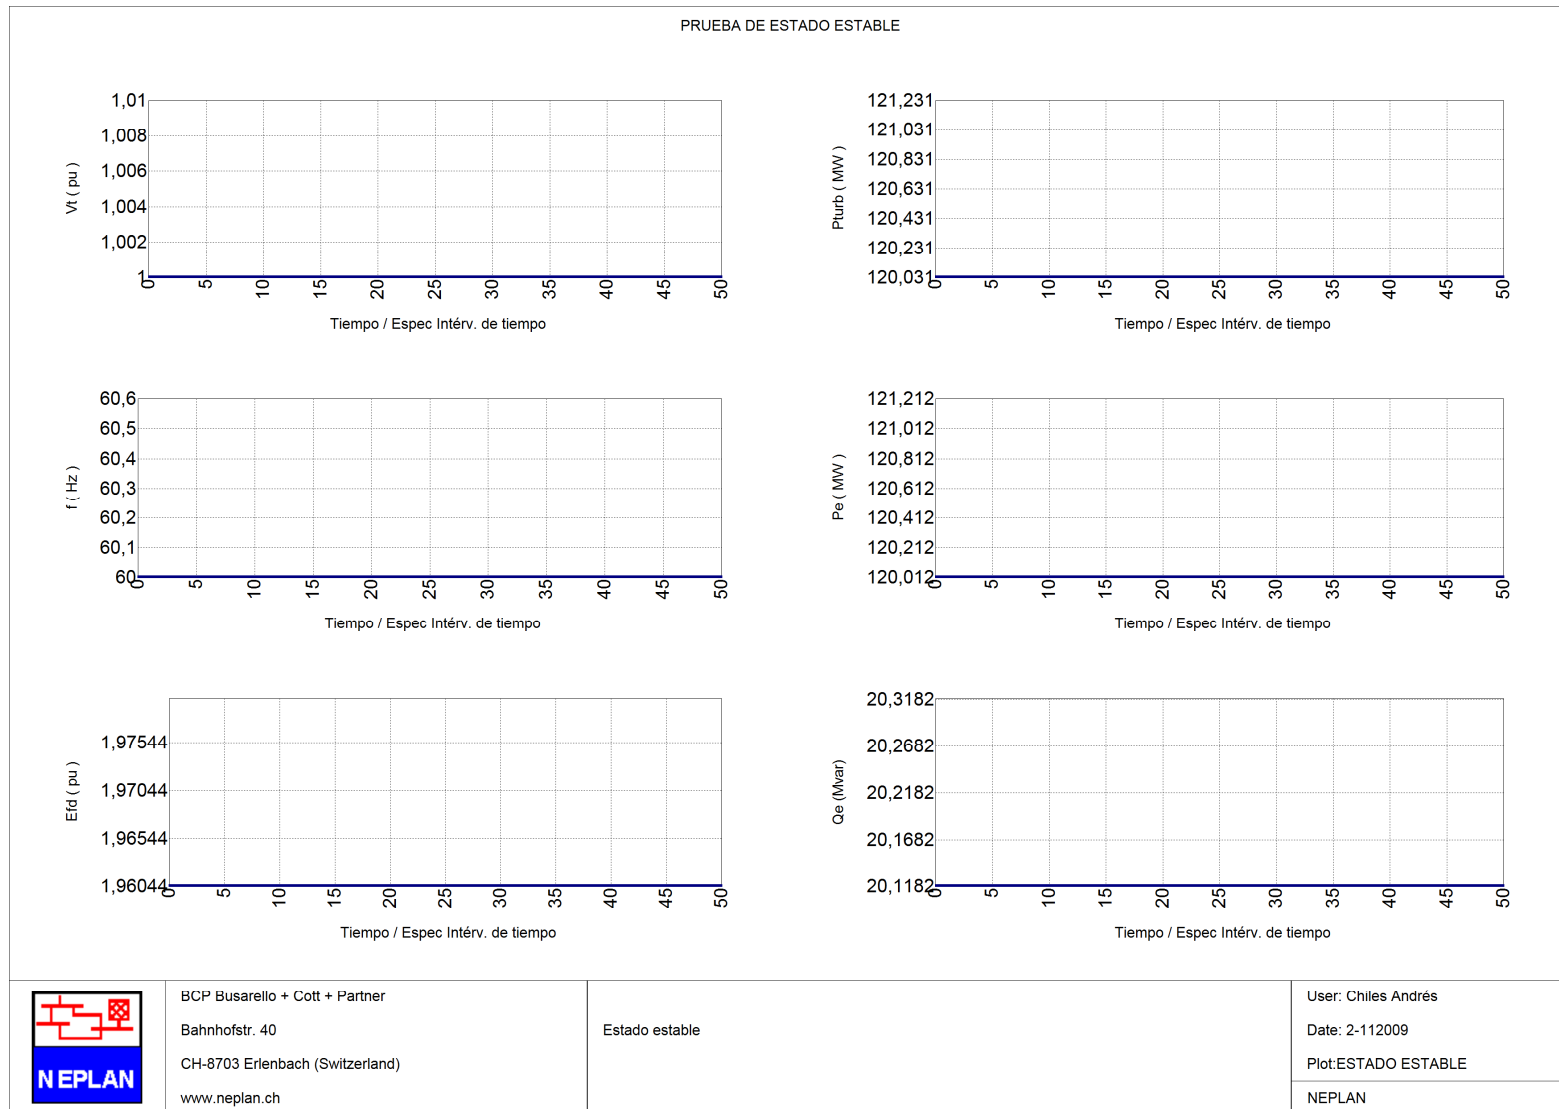 PRUEBA DE ESTADO ESTABLE
Vt ( pu )
1,01
1,008
1,006
1,004
1,002
1
0 5 10 15 20 25 30 35 40 45 50
Tiempo / Espec Intérv. de tiempo
Pturb ( MW )
121,231
121,031
120,831
120,631
120,431
120,231
120,031
0 5 10 15 20 25 30 35 40 45 50
Tiempo / Espec Intérv. de tiempo
f ( Hz )
60,6
60,5
60,4
60,3
60,2
60,1
60
0 5 10 15 20 25 30 35 40 45 50
Tiempo / Espec Intérv. de tiempo
Pe ( MW )
121,212
121,012
120,812
120,612
120,412
120,212
120,012
0 5 10 15 20 25 30 35 40 45 50
Tiempo / Espec Intérv. de tiempo
Efd ( pu )
1,97544
1,97044
1,96544
1,96044
0 5 10 15 20 25 30 35 40 45 50
Tiempo / Espec Intérv. de tiempo
Qe (Mvar)
20,3182
20,2682
20,2182
20,1682
20,1182
0 5 10 15 20 25 30 35 40 45 50
Tiempo / Espec Intérv. de tiempo
NEPLAN
BCP Busarello + Cott + Partner
Bahnhofstr. 40
CH-8703 Erlenbach (Switzerland)
www.neplan.ch
Estado estable
User: Chiles Andrés
Date: 2-112009
Plot:ESTADO ESTABLE
NEPLAN